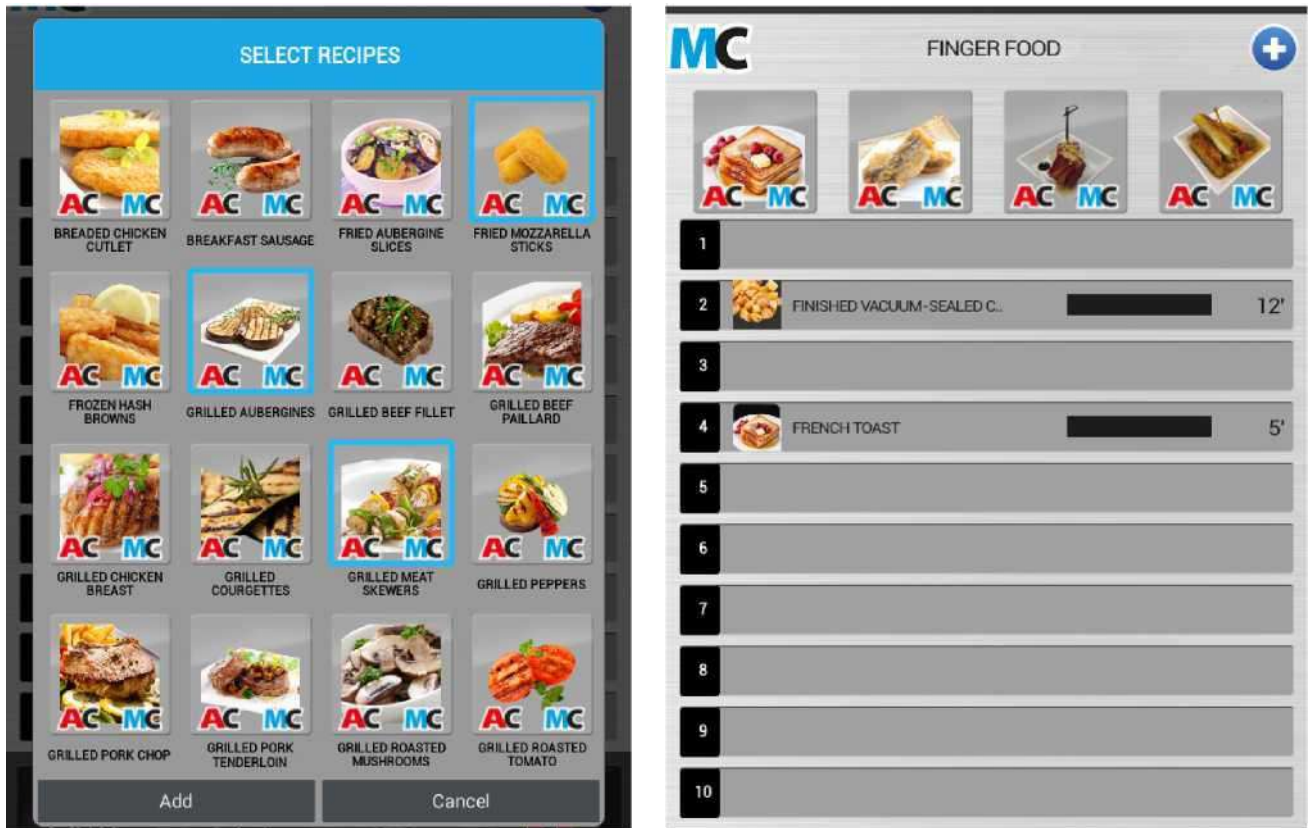 SELECT RECIPES
AC MC AC MC AC MC AC MC
BREADED CHICKEN CUTLET
BREAKFAST SAUSAGE
FRIED AUBERGINE SLICES
FRIED MOZZARELLA STICKS
AC MC AC MC AC MC AC MC
FROZEN HASH BROWNS
GRILLED AUBERGINES
GRILLED BEEF FILLET
GRILLED BEEF PAILLARD
AC MC AC MC AC MC AC MC
GRILLED CHICKEN BREAST
GRILLED COURGETTES
GRILLED MEAT SKEWERS
GRILLED PEPPERS
AC MC AC MC AC MC AC MC
GRILLED PORK CHOP
GRILLED PORK TENDERLOIN
GRILLED ROASTED MUSHROOMS
GRILLED ROASTED TOMATO
Add
Cancel
MC
FINGER FOOD
AC MC AC MC AC MC AC MC
1
2 FINISHED VACUUM-SEALED C... 12'
3
4 FRENCH TOAST 5'
5
6
7
8
9
10